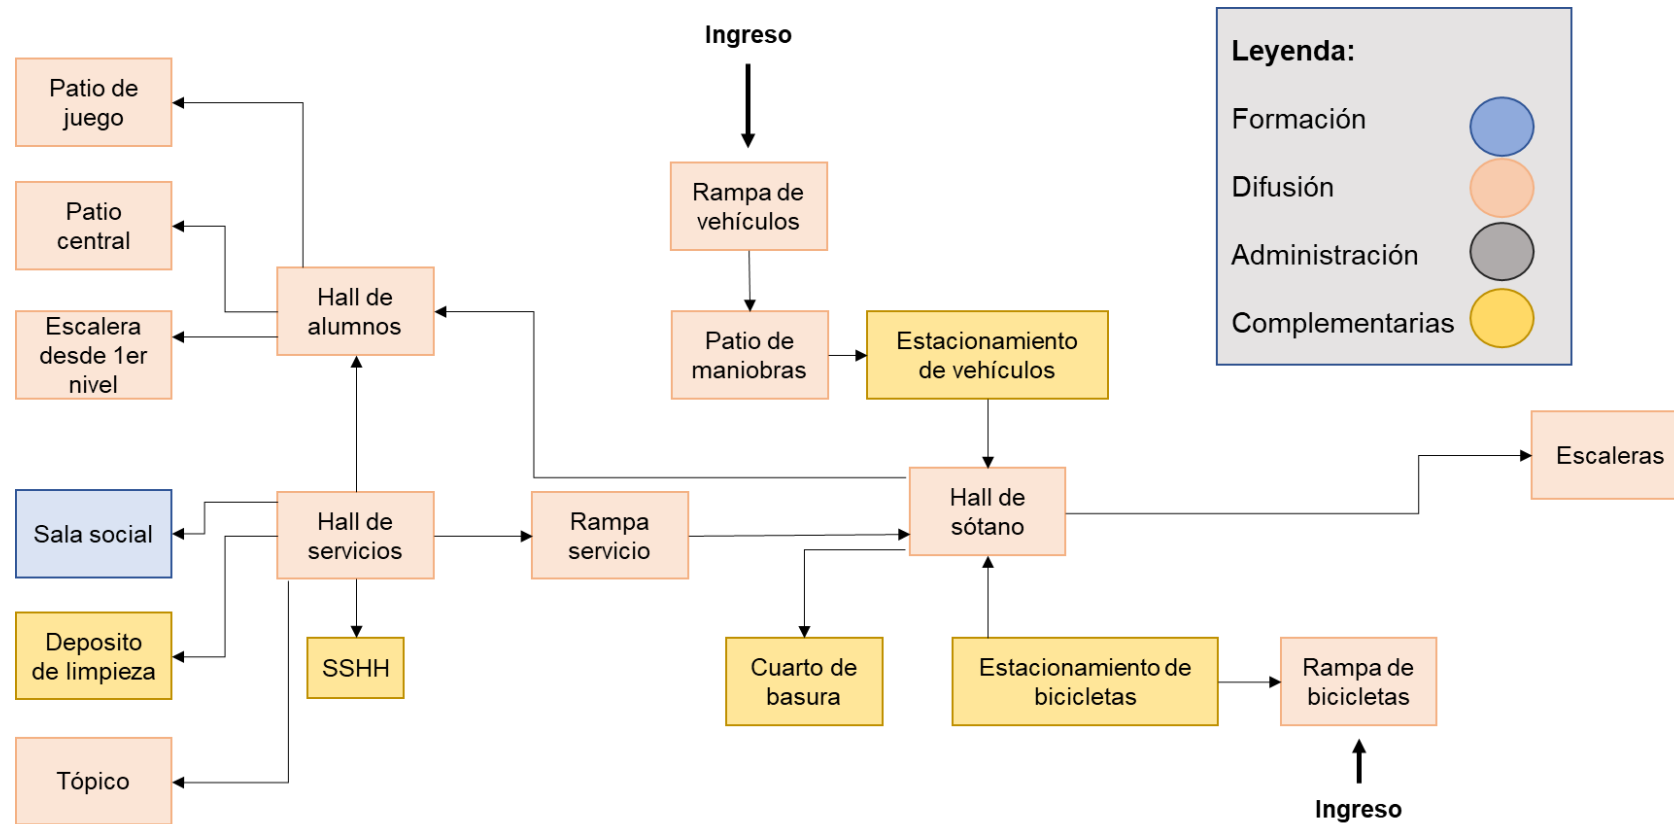 Ingreso
Leyenda:
Formación
Difusión
Administración
Complementarias
Patio de
juego
Patio
central
Escalera
desde 1er
nivel
Hall de
alumnos
Rampa de
vehículos
Patio de
maniobras
Estacionamiento
de vehículos
Escaleras
Sala social
Hall de
servicios
Rampa
servicio
Hall de
sótano
Deposito
de limpieza
SSHH
Cuarto de
basura
Estacionamiento de
bicicletas
Rampa de
bicicletas
Tópico
Ingreso